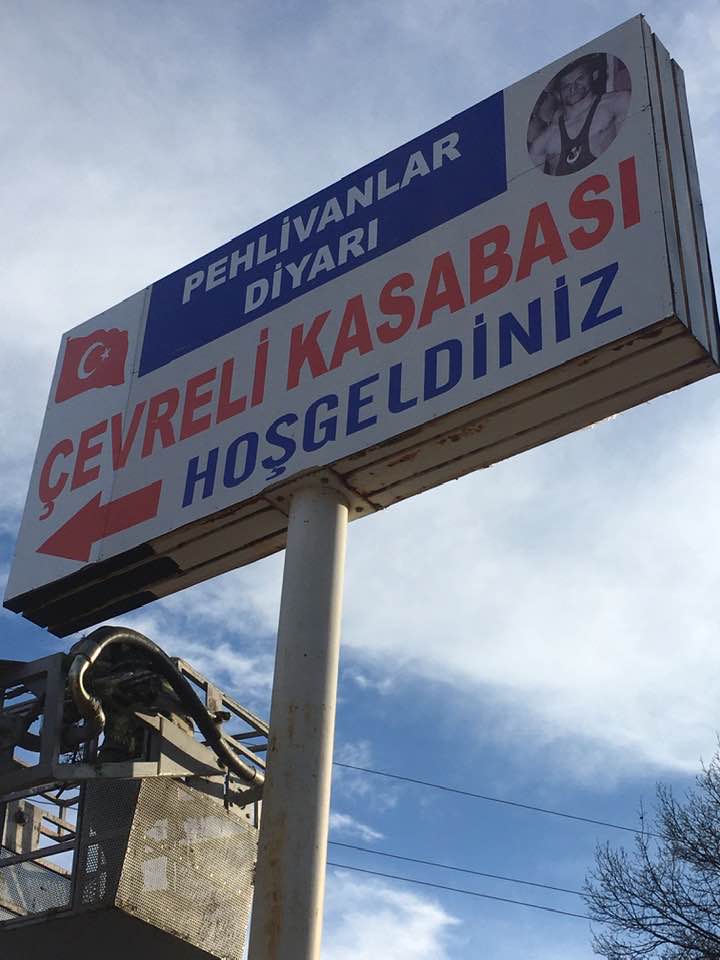 PEHLİVANLAR
DİYARI
ÇEVRELİ KASABASI
HOŞGELDİNİZ